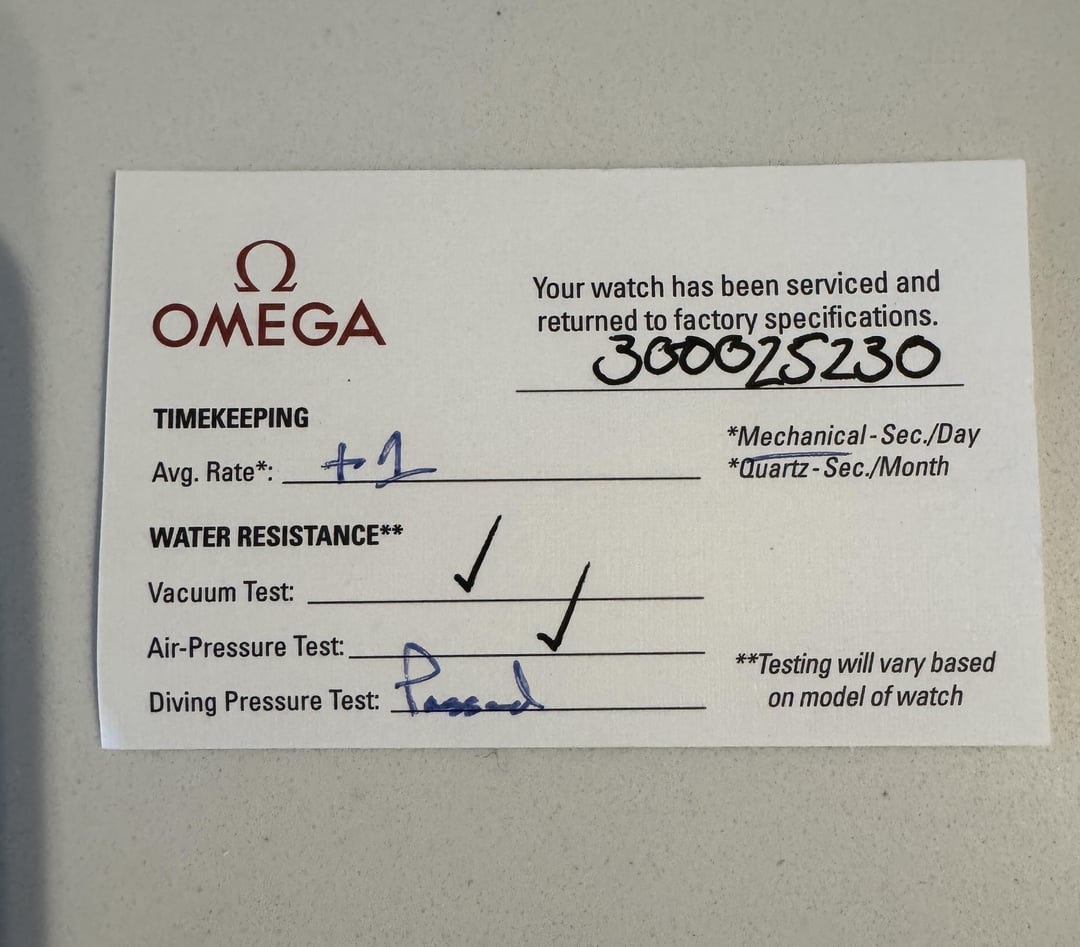 Ω
OMEGA
Your watch has been serviced and
returned to factory specifications.
300025230
TIMEKEEPING
Avg. Rate*: +1
*Mechanical - Sec./Day
*Quartz - Sec./Month
WATER RESISTANCE**
Vacuum Test: ✓
Air-Pressure Test: ✓
Diving Pressure Test: Passed
**Testing will vary based
on model of watch